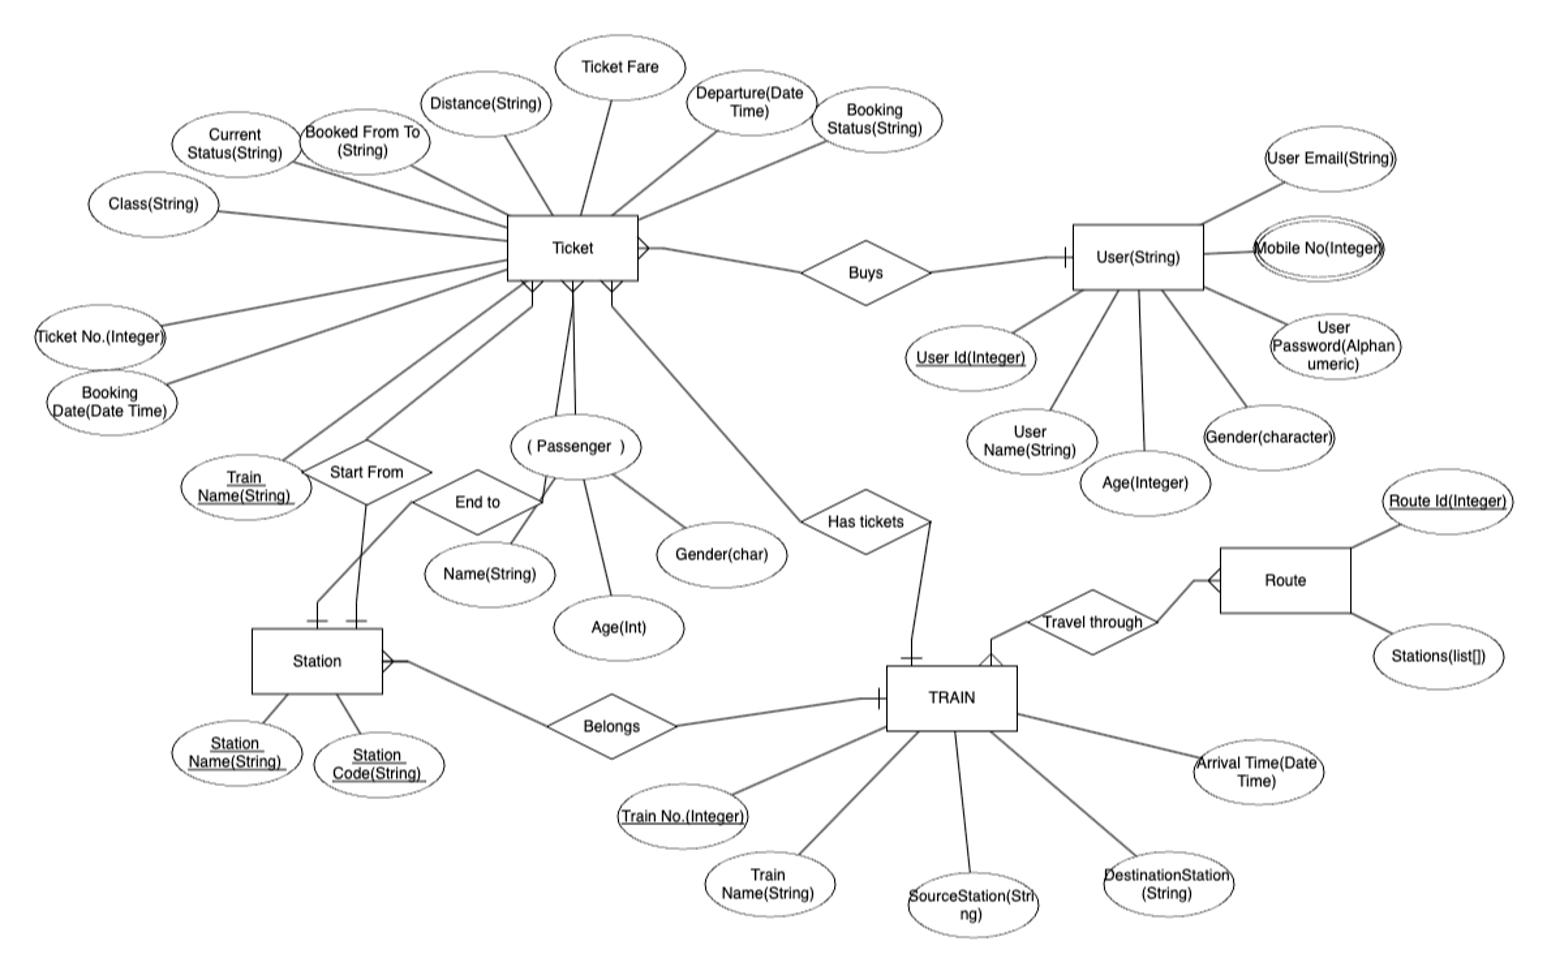 Ticket Fare
Distance(String)
Departure(Date
Time)
Booking
Status(String)
Current
Status(String)
Booked From To
(String)
Class(String)
User Email(String)
Ticket
Buys
User(String)
Mobile No(Integer)
Ticket No.(Integer)
User Id(Integer)
User
Password(Alphan
umeric)
Booking
Date(Date Time)
User
Name(String)
Gender(character)
( Passenger )
Train
Name(String)
Start From
End to
Age(Integer)
Route Id(Integer)
Has tickets
Name(String)
Gender(char)
Route
Age(Int)
Travel through
Station
Stations(list[])
TRAIN
Belongs
Station
Name(String)
Station
Code(String)
Arrival Time(Date
Time)
Train No.(Integer)
Train
Name(String)
SourceStation(Stri
ng)
DestinationStation
(String)